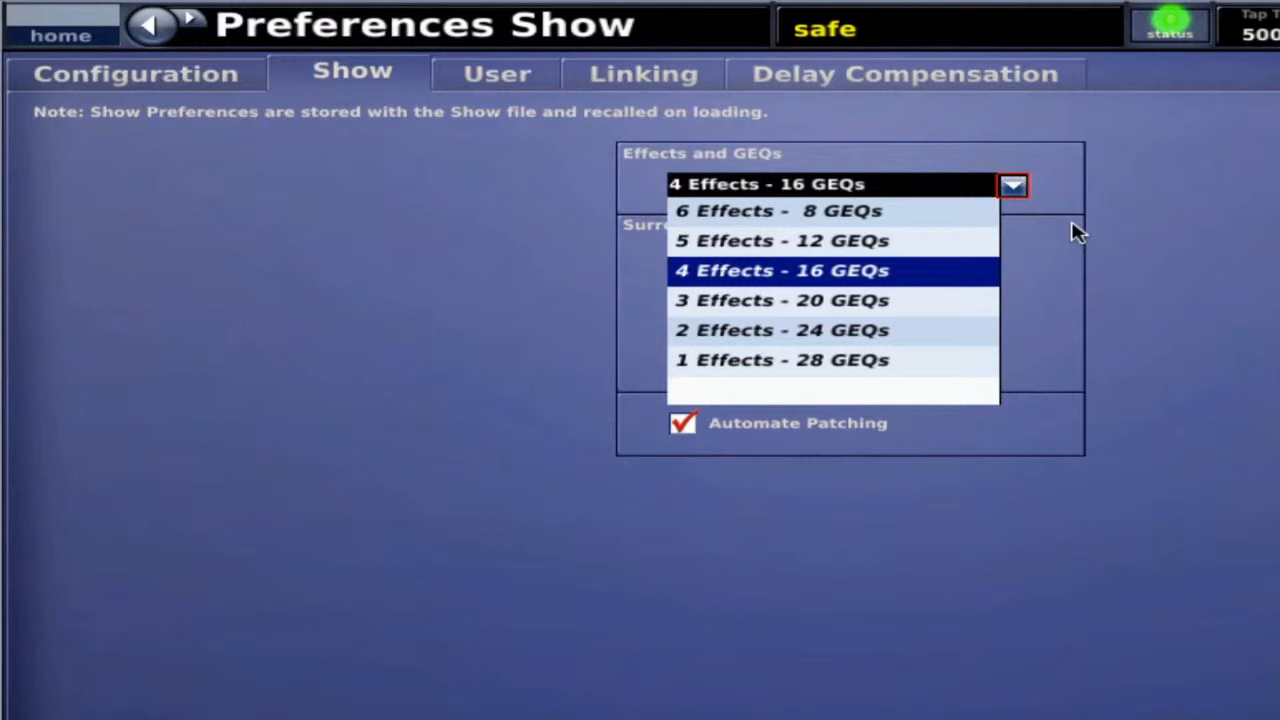 home
Preferences Show
safe
status
Tap T
500
Configuration
Show
User
Linking
Delay Compensation
Note: Show Preferences are stored with the Show file and recalled on loading.
Effects and GEQs
4 Effects - 16 GEQs
6 Effects - 8 GEQs
Surr
5 Effects - 12 GEQs
4 Effects - 16 GEQs
3 Effects - 20 GEQs
2 Effects - 24 GEQs
1 Effects - 28 GEQs
Automate Patching